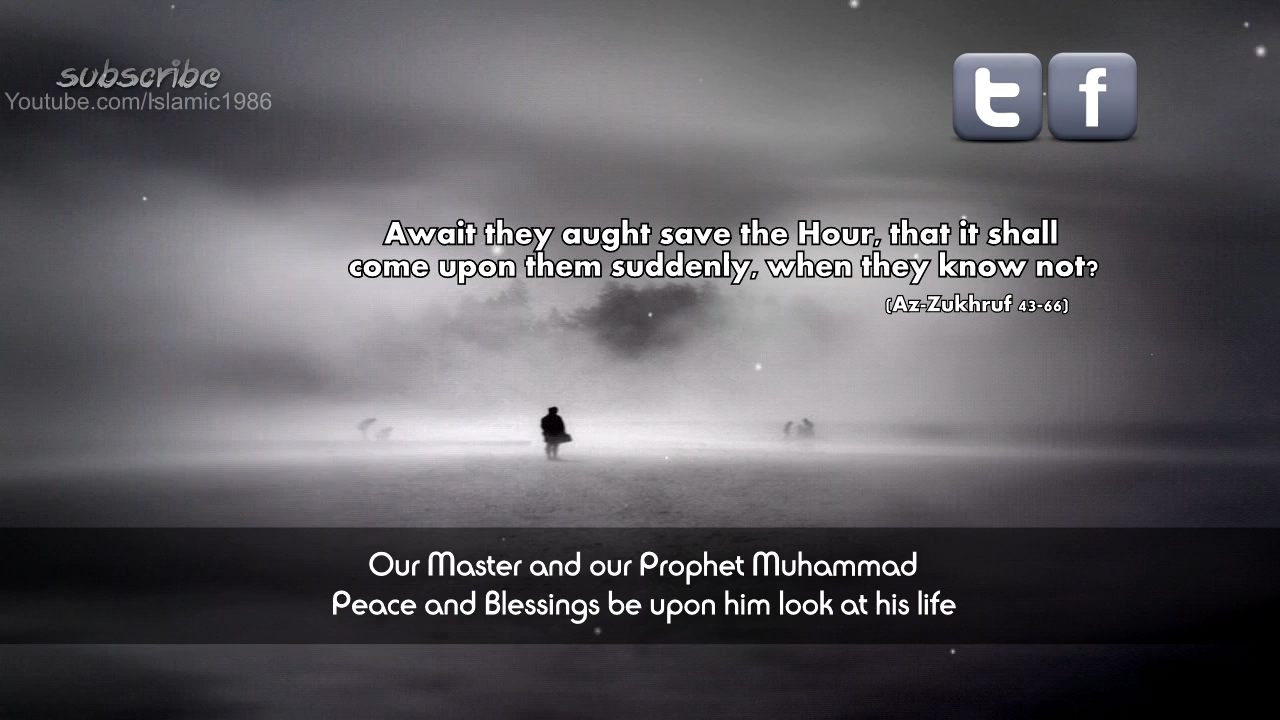 subscribe
Youtube.com/Islamic1986
t f
Await they aught save the Hour, that it shall
come upon them suddenly, when they know not?
(Az-Zukhruf 43-66)
Our Master and our Prophet Muhammad
Peace and Blessings be upon him look at his life